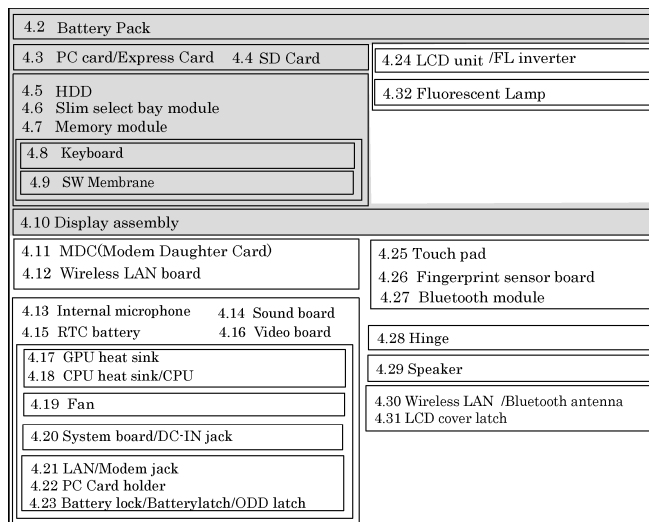 4.2 Battery Pack
4.3 PC card/Express Card 4.4 SD Card
4.24 LCD unit /FL inverter
4.32 Fluorescent Lamp
4.5 HDD
4.6 Slim select bay module
4.7 Memory module
4.8 Keyboard
4.9 SW Membrane
4.10 Display assembly
4.11 MDC(Modem Daughter Card)
4.12 Wireless LAN board
4.25 Touch pad
4.26 Fingerprint sensor board
4.27 Bluetooth module
4.13 Internal microphone 4.14 Sound board
4.15 RTC battery 4.16 Video board
4.17 GPU heat sink
4.18 CPU heat sink/CPU
4.19 Fan
4.20 System board/DC-IN jack
4.21 LAN/Modem jack
4.22 PC Card holder
4.23 Battery lock/Batterylatch/ODD latch
4.28 Hinge
4.29 Speaker
4.30 Wireless LAN /Bluetooth antenna
4.31 LCD cover latch